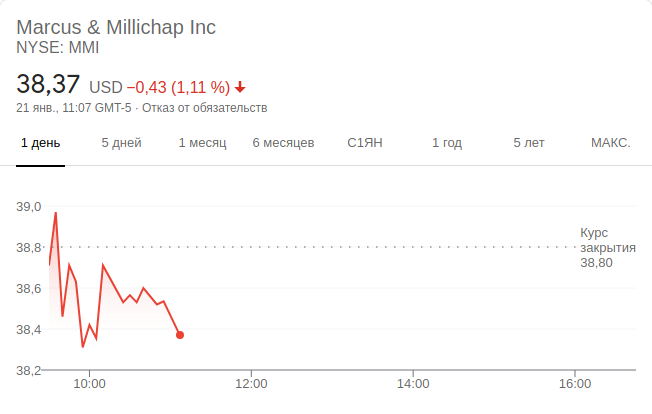 Marcus & Millichap Inc
NYSE: MMI
38,37 USD −0,43 (1,11 %)
21 янв., 11:07 GMT-5 · Отказ от обязательств
1 день 5 дней 1 месяц 6 месяцев С1ЯН 1 год 5 лет МАКС.
39,0
38,8
38,6
38,4
38,2
Курс
закрытия
38,80
10:00 12:00 14:00 16:00